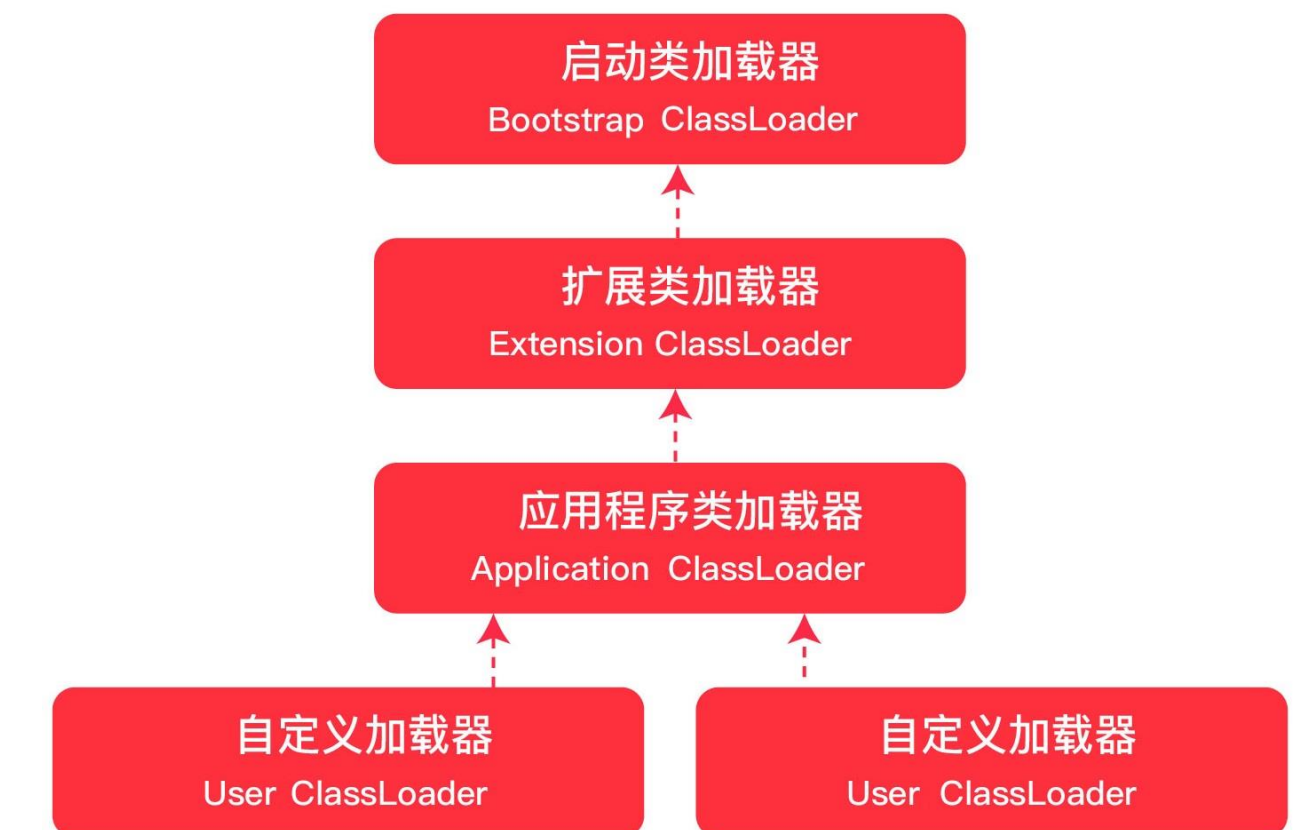 启动类加载器
Bootstrap ClassLoader
扩展类加载器
Extension ClassLoader
应用程序类加载器
Application ClassLoader
自定义加载器
User ClassLoader
自定义加载器
User ClassLoader